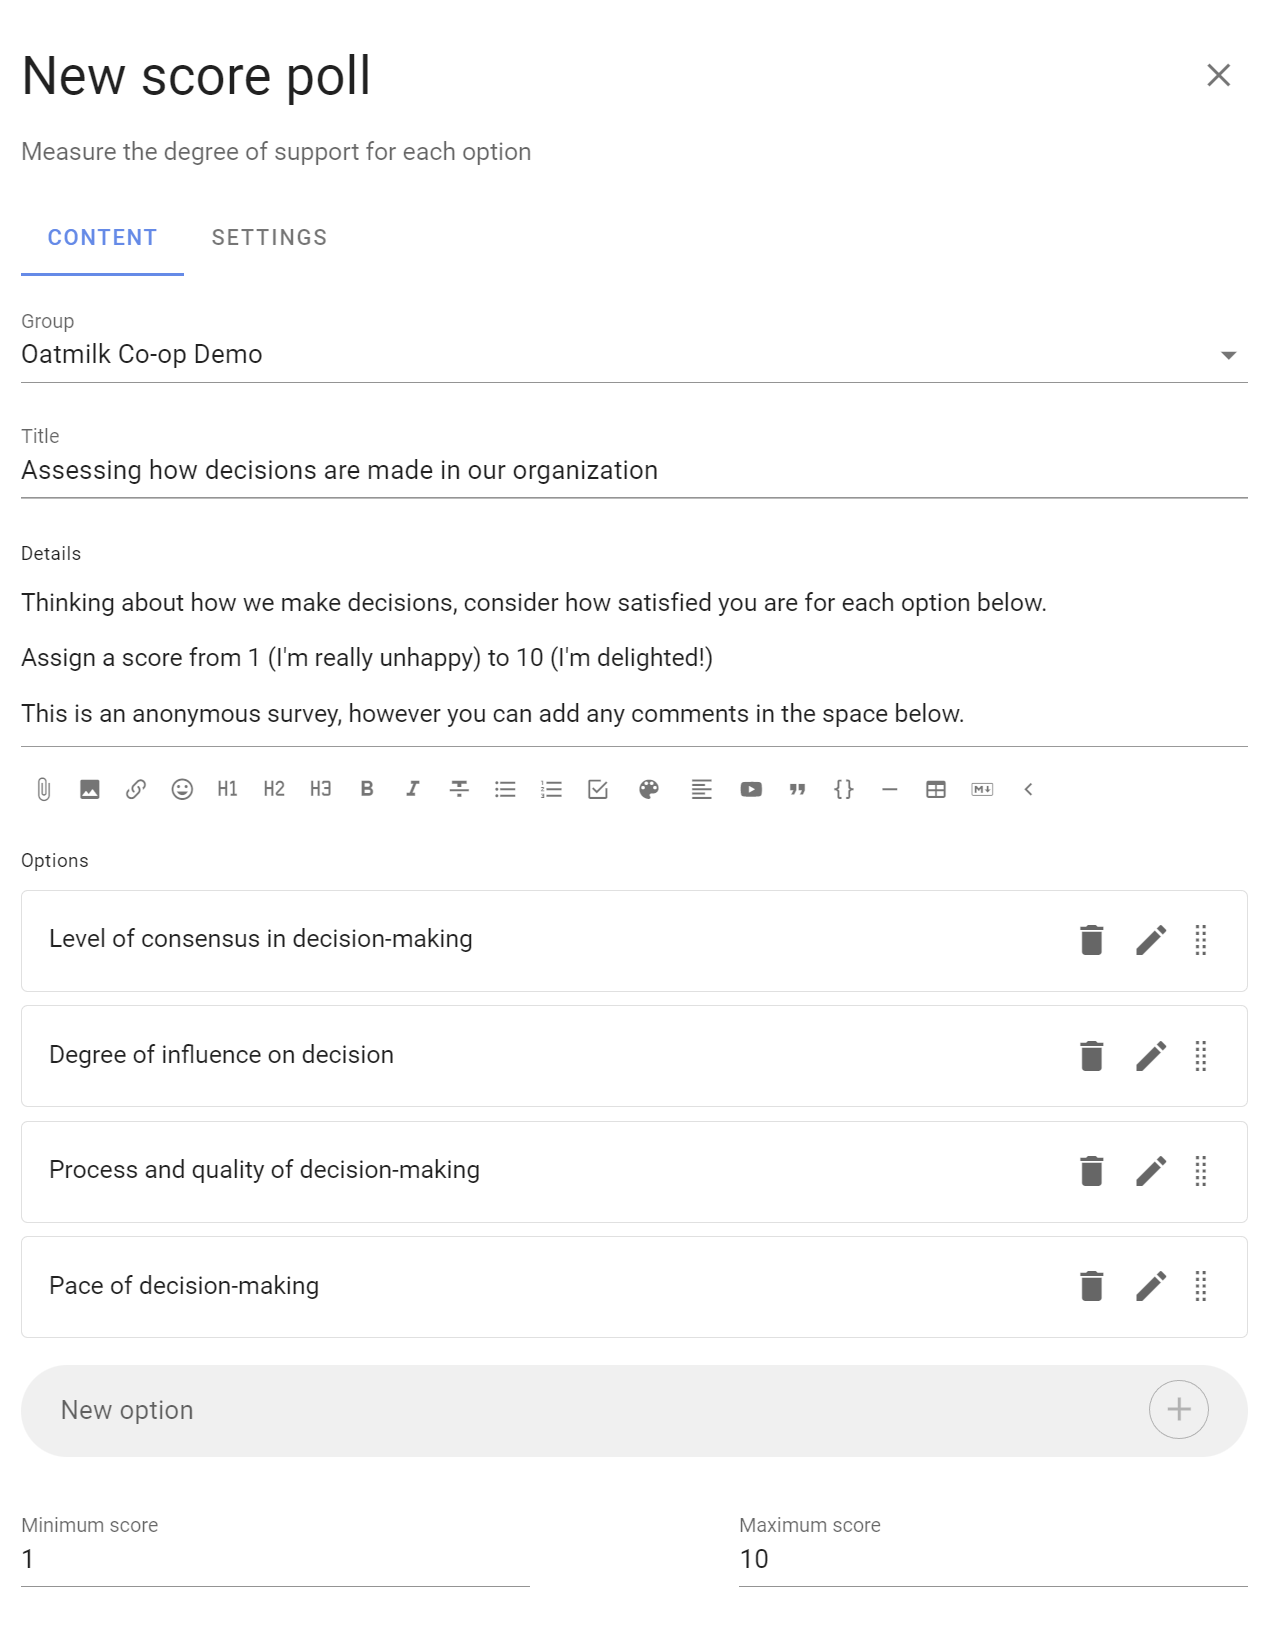 New score poll
Measure the degree of support for each option
CONTENT SETTINGS
Group
Oatmilk Co-op Demo
Title
Assessing how decisions are made in our organization
Details
Thinking about how we make decisions, consider how satisfied you are for each option below.
Assign a score from 1 (I'm really unhappy) to 10 (I'm delighted!)
This is an anonymous survey, however you can add any comments in the space below.
H1 H2 H3 B I T {} M
Options
Level of consensus in decision-making
Degree of influence on decision
Process and quality of decision-making
Pace of decision-making
New option
Minimum score Maximum score
1 10